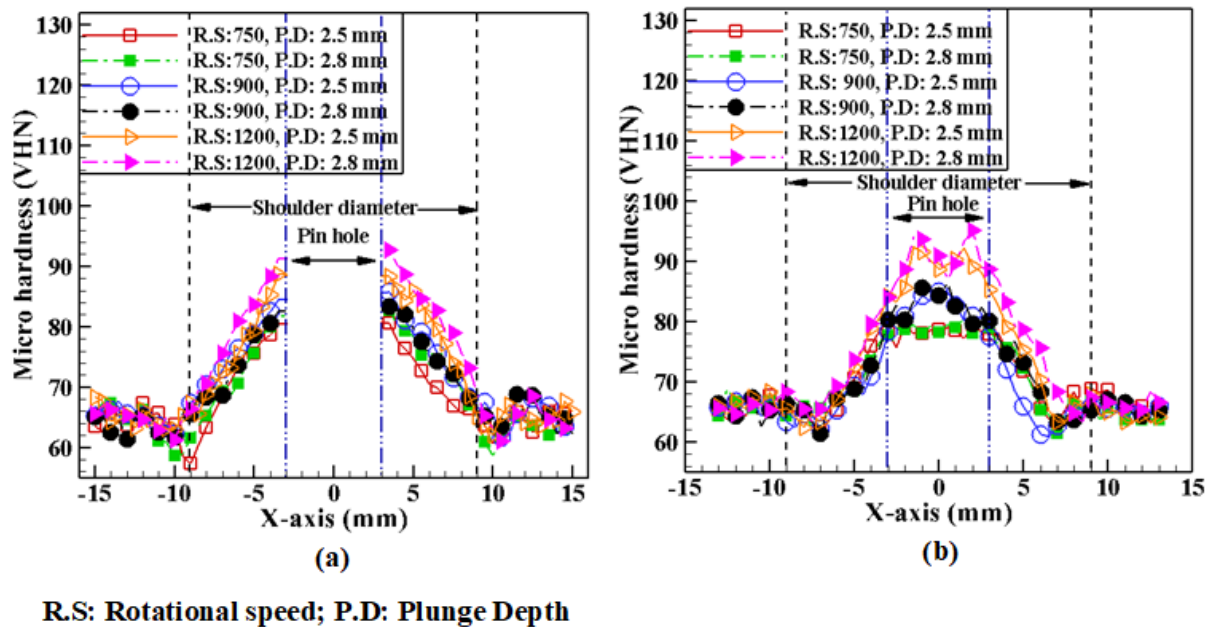 130
120
110
100
90
80
70
60
Micro hardness (VHN)
R.S:750, P.D: 2.5 mm
R.S:750, P.D: 2.8 mm
R.S:900, P.D: 2.5 mm
R.S:900, P.D: 2.8 mm
R.S:1200, P.D: 2.5 mm
R.S:1200, P.D: 2.8 mm
Shoulder diameter
Pin hole
-15 -10 -5 0 5 10 15
X-axis (mm)
(a)
130
120
110
100
90
80
70
60
Micro hardness (VHN)
R.S:750, P.D: 2.5 mm
R.S:750, P.D: 2.8 mm
R.S: 900, P.D: 2.5 mm
R.S:900, P.D: 2.8 mm
R.S:1200, P.D: 2.5 mm
R.S:1200, P.D: 2.8 mm
Shoulder diameter
Pin hole
-15 -10 -5 0 5 10 15
X-axis (mm)
(b)
R.S: Rotational speed; P.D: Plunge Depth